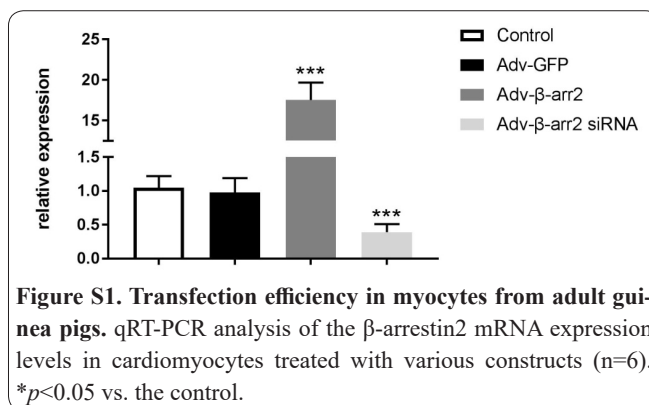 25
20
15
1.5
1.0
0.5
0.0
relative expression
***
***
Control
Adv-GFP
Adv-β-arr2
Adv-β-arr2 siRNA
Figure S1. Transfection efficiency in myocytes from adult gui-
nea pigs. qRT-PCR analysis of the β-arrestin2 mRNA expression
levels in cardiomyocytes treated with various constructs (n=6).
*p<0.05 vs. the control.